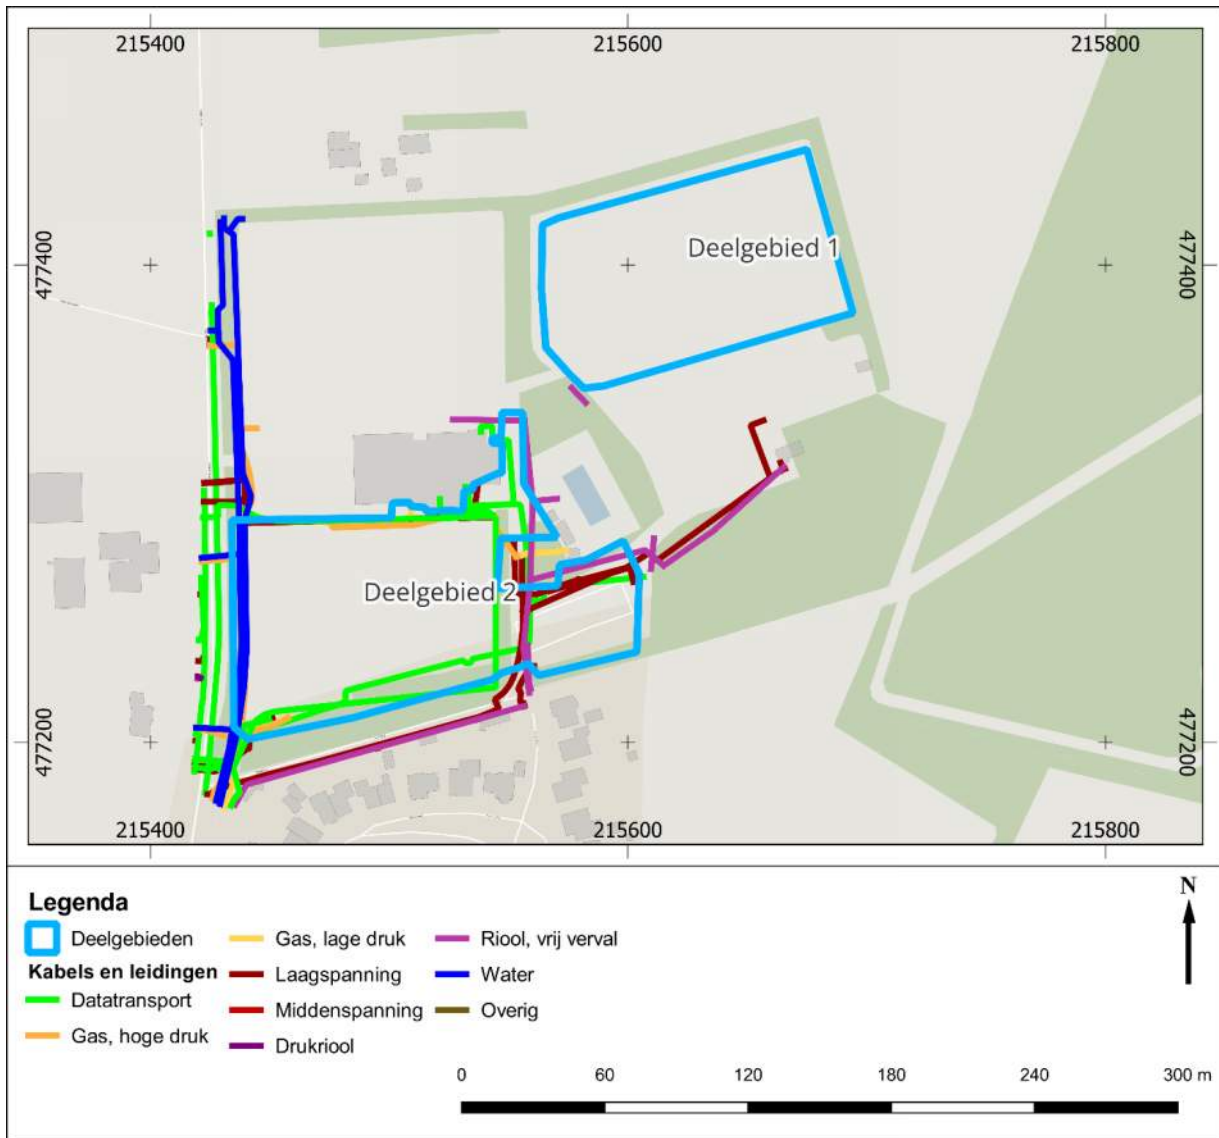 215400 215600 215800
477400 477400
Deelgebied 1
Deelgebied 2
477200 477200
215400 215600 215800
Legenda
Deelgebieden
Kabels en leidingen
Datatransport
Gas, hoge druk
Gas, lage druk
Laagspanning
Middenspanning
Drukriool
Riool, vrij verval
Water
Overig
N
0 60 120 180 240 300 m